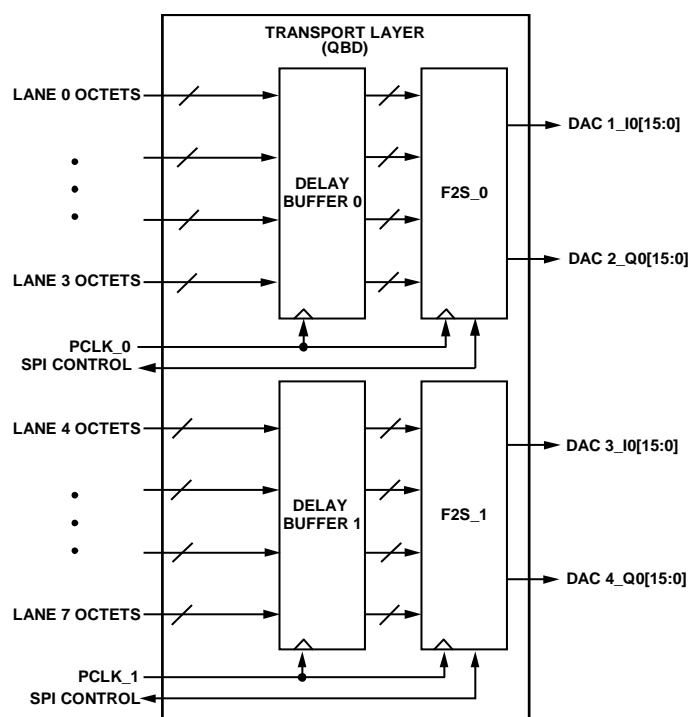 TRANSPORT LAYER
(QBD)
LANE 0 OCTETS
DAC 1_I0[15:0]
DELAY
BUFFER 0
F2S_0
DAC 2_Q0[15:0]
LANE 3 OCTETS
PCLK_0
SPI CONTROL
LANE 4 OCTETS
DAC 3_I0[15:0]
DELAY
BUFFER 1
F2S_1
DAC 4_Q0[15:0]
LANE 7 OCTETS
PCLK_1
SPI CONTROL